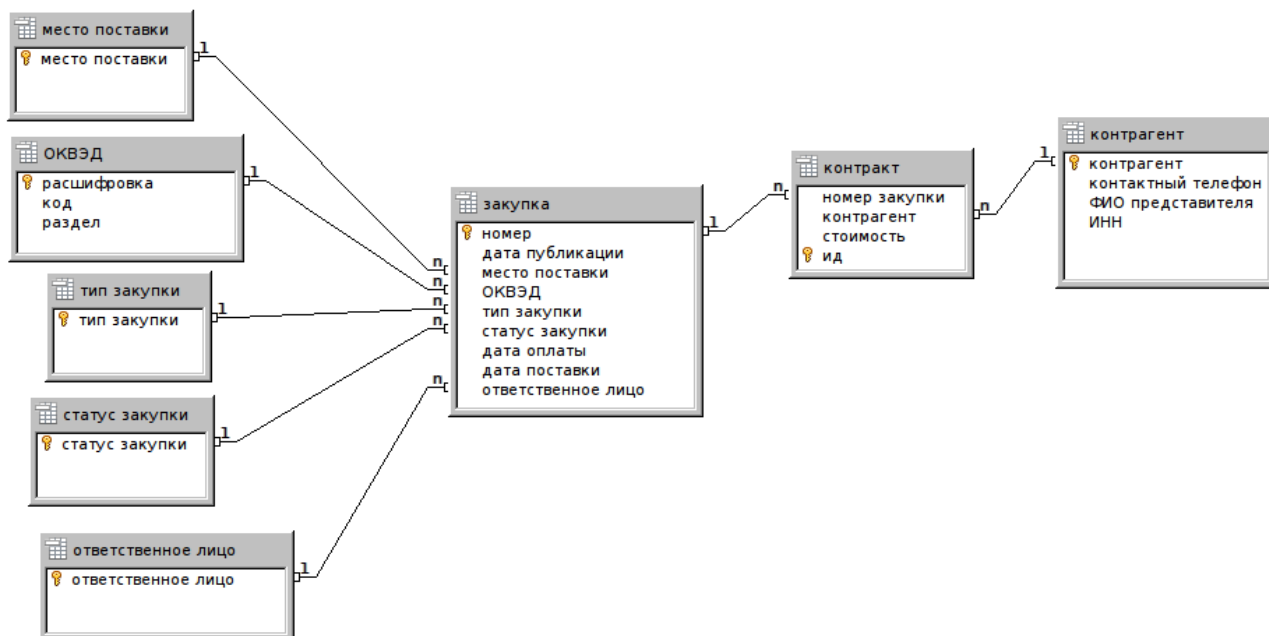 место поставки
место поставки
1
ОКВЭД
расшифровка
код
раздел
1
тип закупки
тип закупки
1
статус закупки
статус закупки
1
ответственное лицо
ответственное лицо
1
n
n
n
n
n
закупка
номер
дата публикации
место поставки
ОКВЭД
тип закупки
статус закупки
дата оплаты
дата поставки
ответственное лицо
1
n
контракт
номер закупки
контрагент
стоимость
ид
n
1
контрагент
контрагент
контактный телефон
ФИО представителя
ИНН